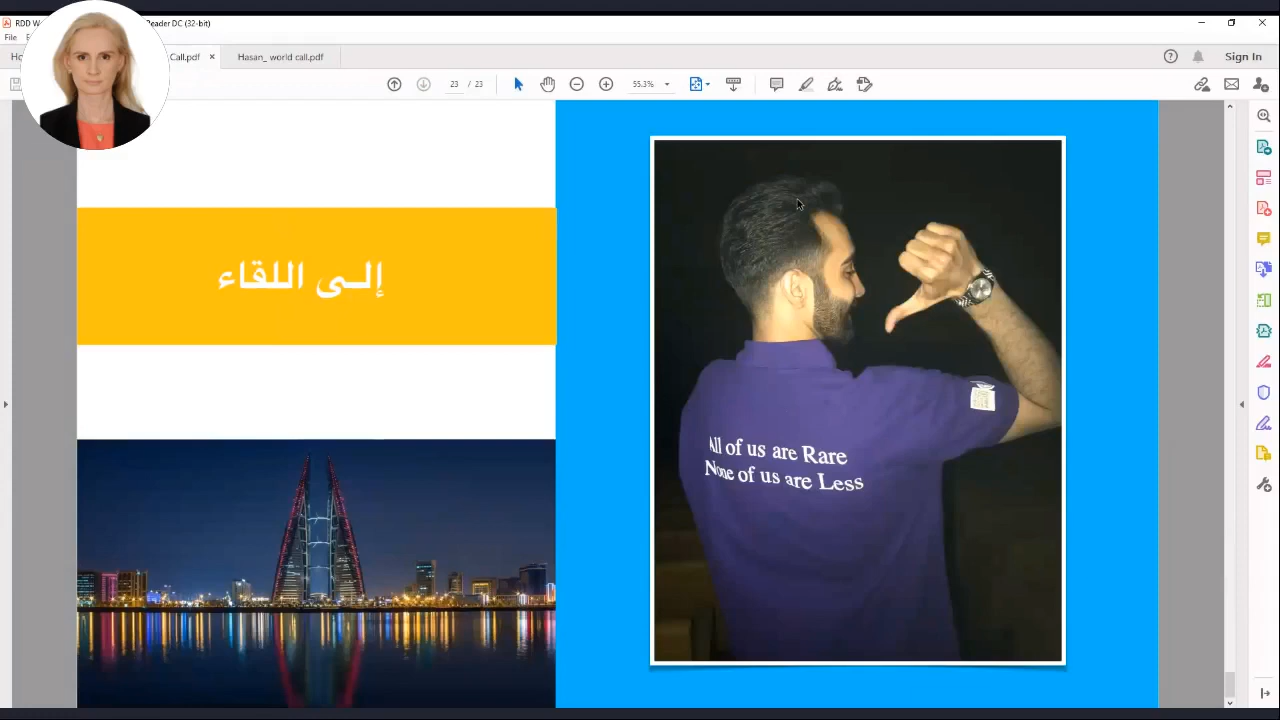 RDD W
Reader DC (32-bit)
File
Call.pdf
Hasan_ world call.pdf
Sign In
23 / 23
55.3%
إلى اللقاء
All of us are Rare
None of us are Less